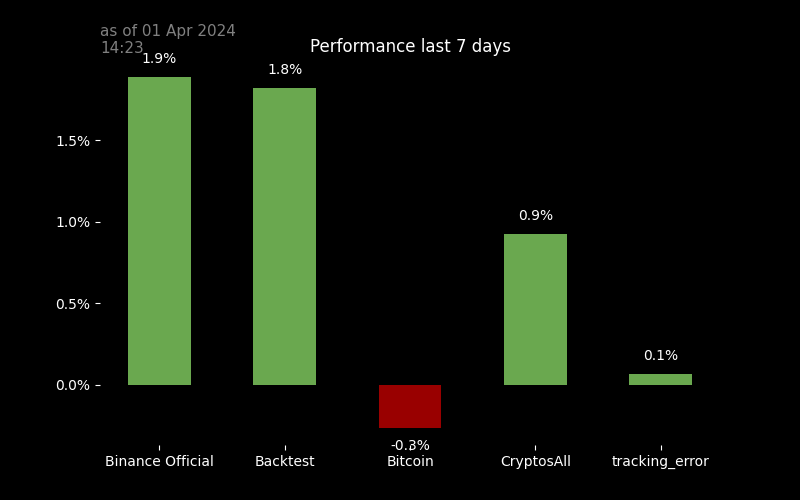 as of 01 Apr 2024
14:23
Performance last 7 days
1.9%
1.8%
1.5%
1.0%
0.9%
0.5%
0.1%
0.0%
-0.3%
Binance Official
Backtest
Bitcoin
CryptosAll
tracking_error